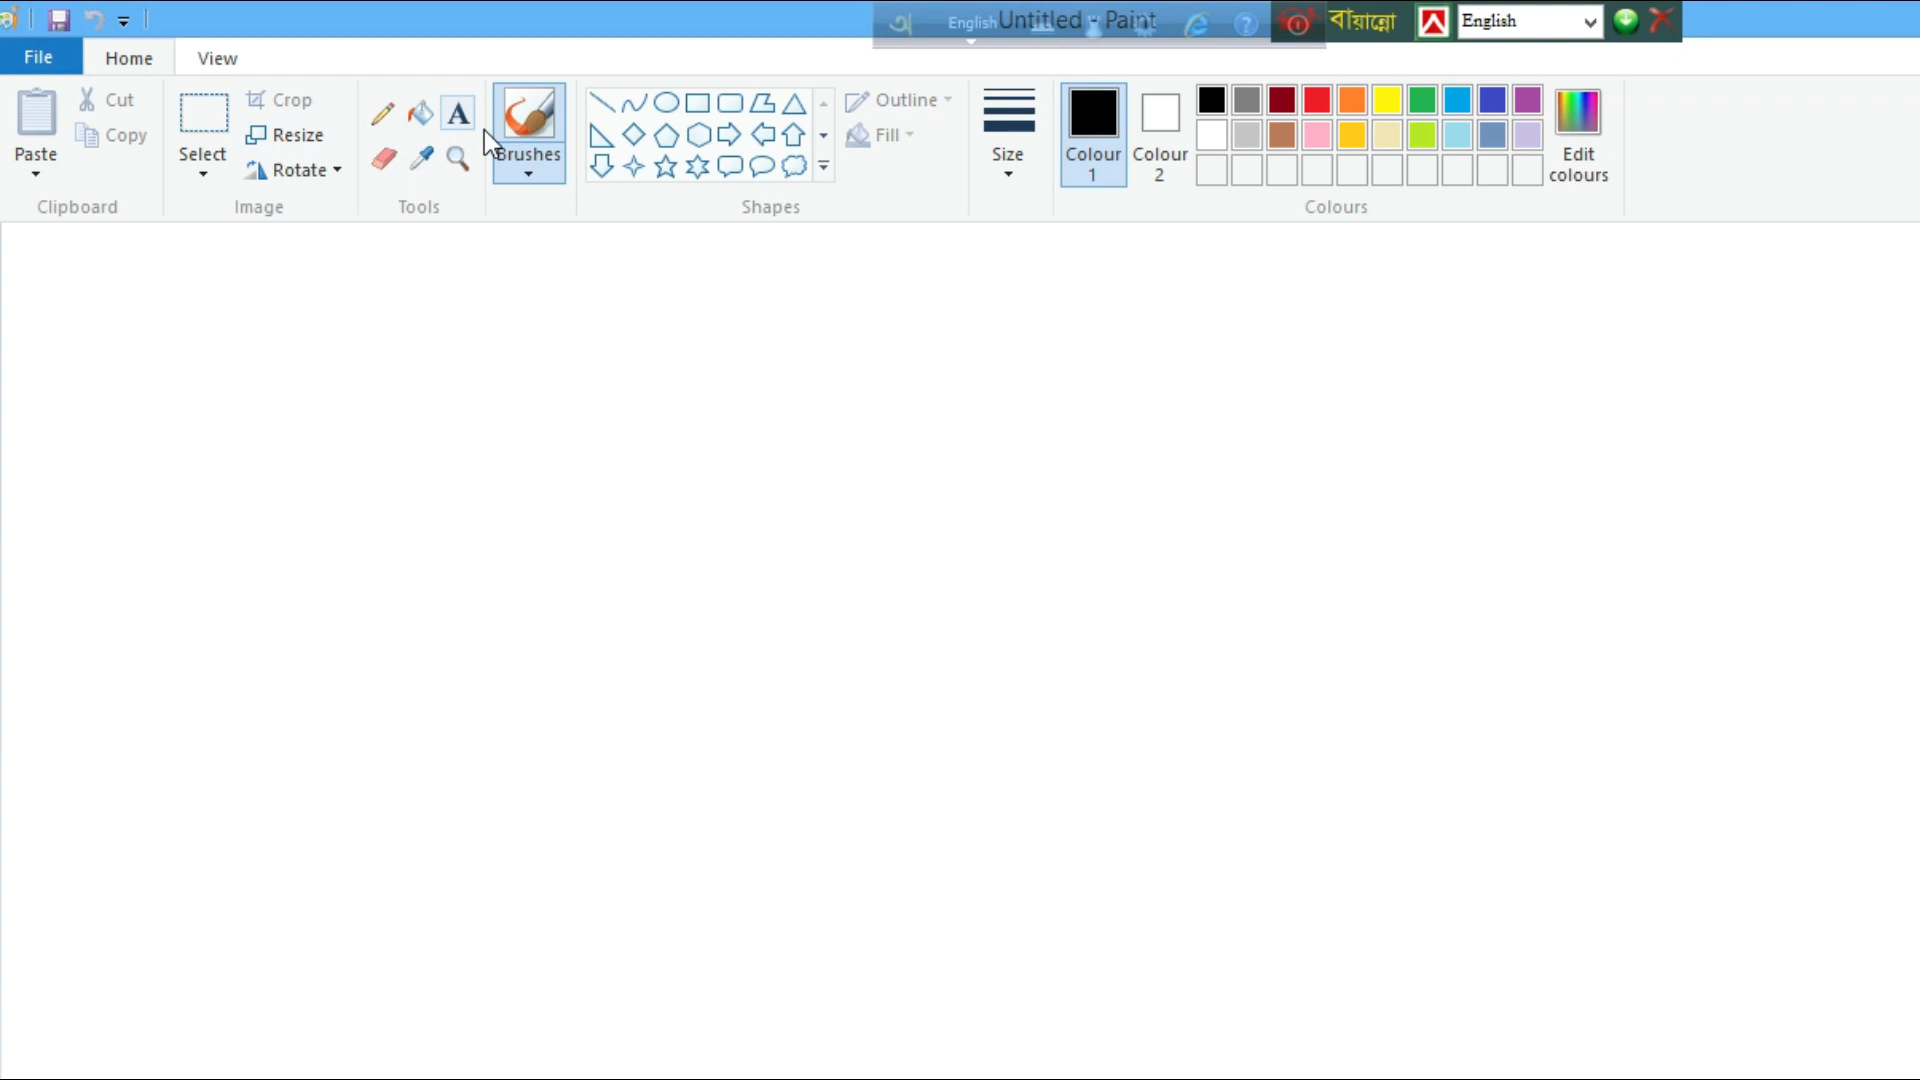 English Untitled - Paint বায়ান্নো English
File Home View
Paste Cut Copy Select Crop Resize Rotate A Brushes Outline Fill Size Colour 1 Colour 2 Edit colours
Clipboard Image Tools Shapes Colours